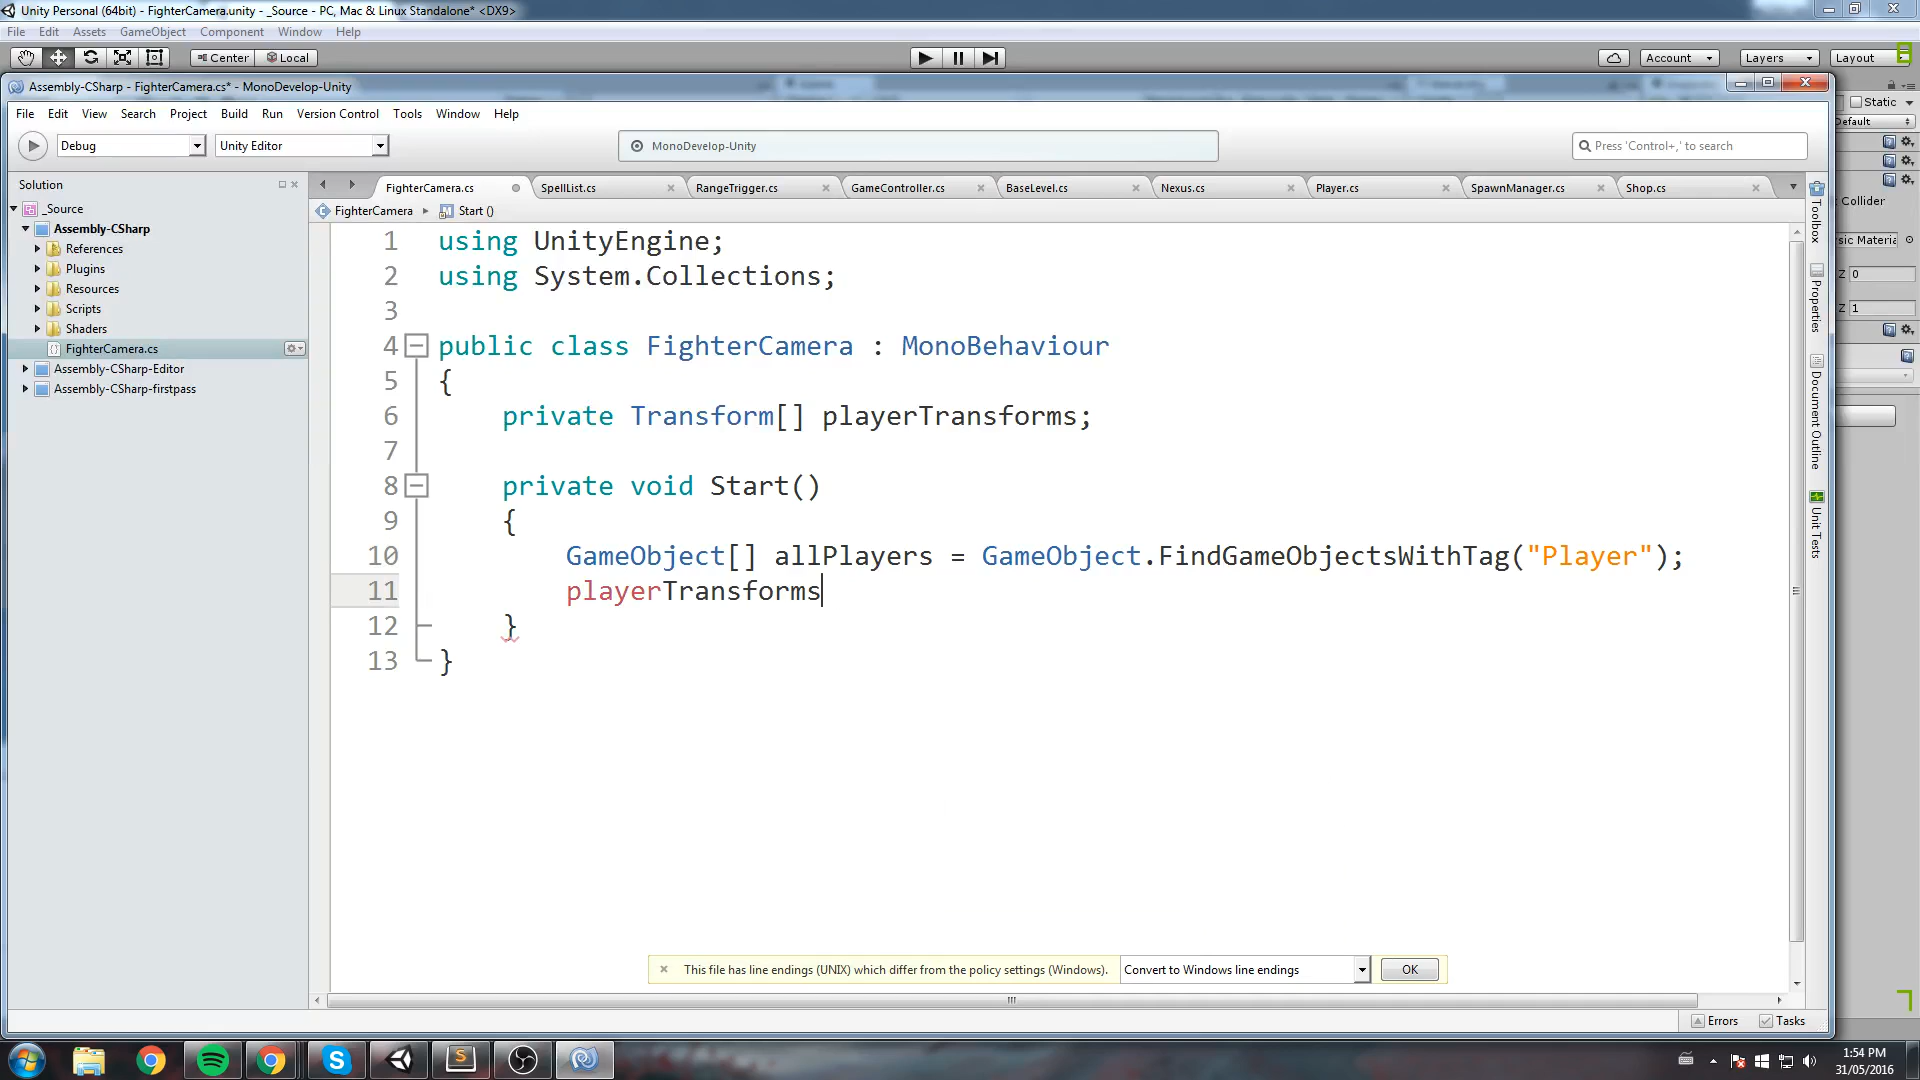 Unity Personal (64bit) - FighterCamera.unity - _Source - PC, Mac & Linux Standalone* <DX9>
File Edit Assets GameObject Component Window Help
Center Local Account Layers Layout
Assembly-CSharp - FighterCamera.cs* - MonoDevelop-Unity
Static
File Edit View Search Project Build Run Version Control Tools Window Help
Default
Debug Unity Editor MonoDevelop-Unity Press 'Control+,' to search
Solution
FighterCamera.cs SpellList.cs RangeTrigger.cs GameController.cs BaseLevel.cs Nexus.cs Player.cs SpawnManager.cs Shop.cs
Collider
_Source
FighterCamera Start ()
Assembly-CSharp
References
Plugins
Resources
Scripts
Shaders
FighterCamera.cs
Assembly-CSharp-Editor
Assembly-CSharp-firstpass
1 using UnityEngine;
2 using System.Collections;
3
4 public class FighterCamera : MonoBehaviour
5 {
6 private Transform[] playerTransforms;
7
8 private void Start()
9 {
10 GameObject[] allPlayers = GameObject.FindGameObjectsWithTag("Player");
11 playerTransforms
12 }
13 }
Toolbox
Properties
Document Outline
Unit Tests
sic Materia
Z 0
Z 1
This file has line endings (UNIX) which differ from the policy settings (Windows). Convert to Windows line endings OK
Errors Tasks
1:54 PM
31/05/2016